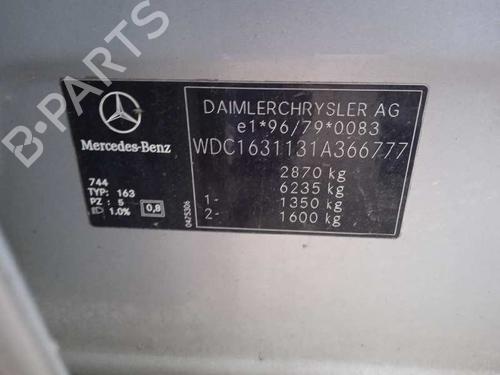 DAIMLERCHRYSLER AG
e1*96/79*0083
WDC1631131A366777
2870 kg
6235 kg
1- 1350 kg
2- 1600 kg
Mercedes-Benz
744
TYP: 163
PZ : 5
1.0%
0,8
0475306